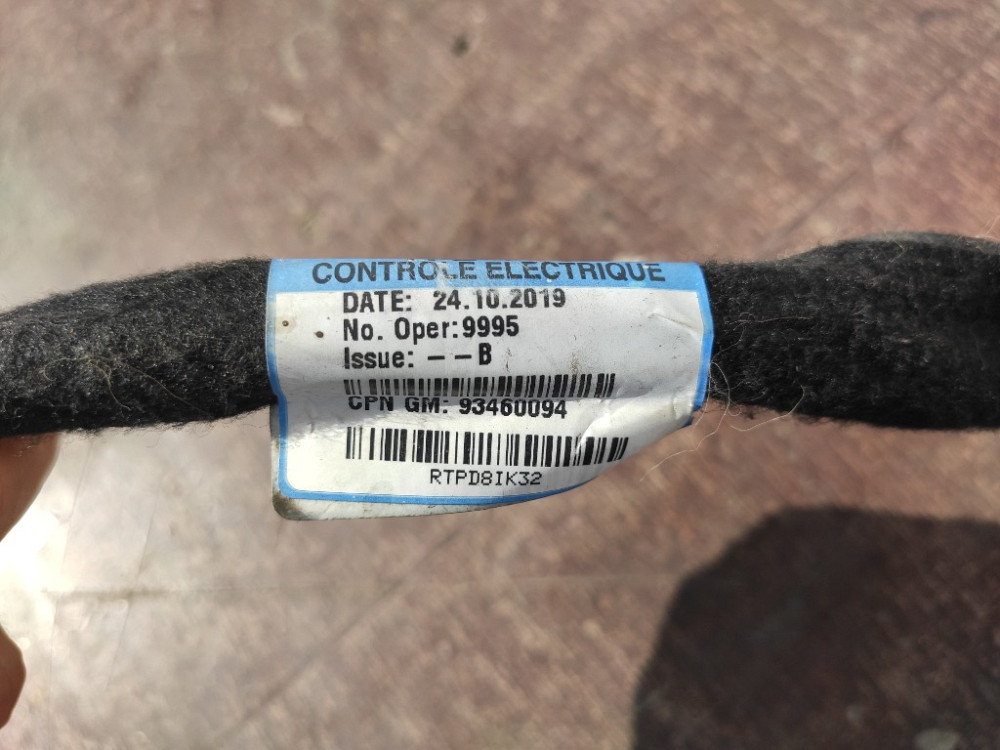 CONTROLE ELECTRIQUE
DATE: 24.10.2019
No. Oper:9995
Issue: – – B
CPN GM: 93460094
RTPD8IK32